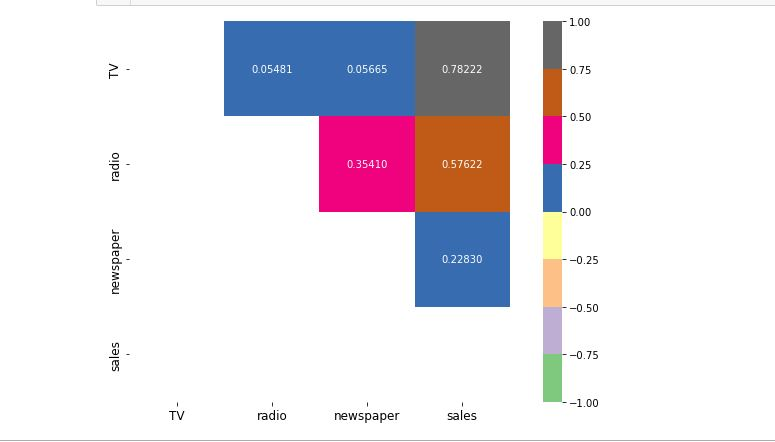 TV
0.05481
0.05665
0.78222
radio
0.35410
0.57622
newspaper
0.22830
sales
TV
radio
newspaper
sales
1.00
0.75
0.50
0.25
0.00
−0.25
−0.50
−0.75
−1.00